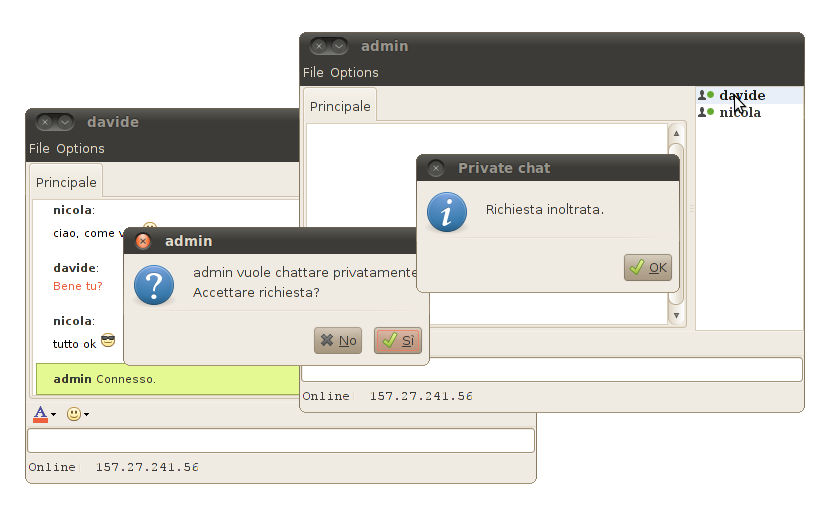 admin
File Options
Principale
davide
nicola
davide
File Options
Principale
nicola:
ciao, come v
davide:
Bene tu?
nicola:
tutto ok
admin Connesso.
A
Online 157.27.241.56
admin
admin vuole chattare privatamente
Accettare richiesta?
No
Sì
Private chat
Richiesta inoltrata.
OK
Online 157.27.241.56